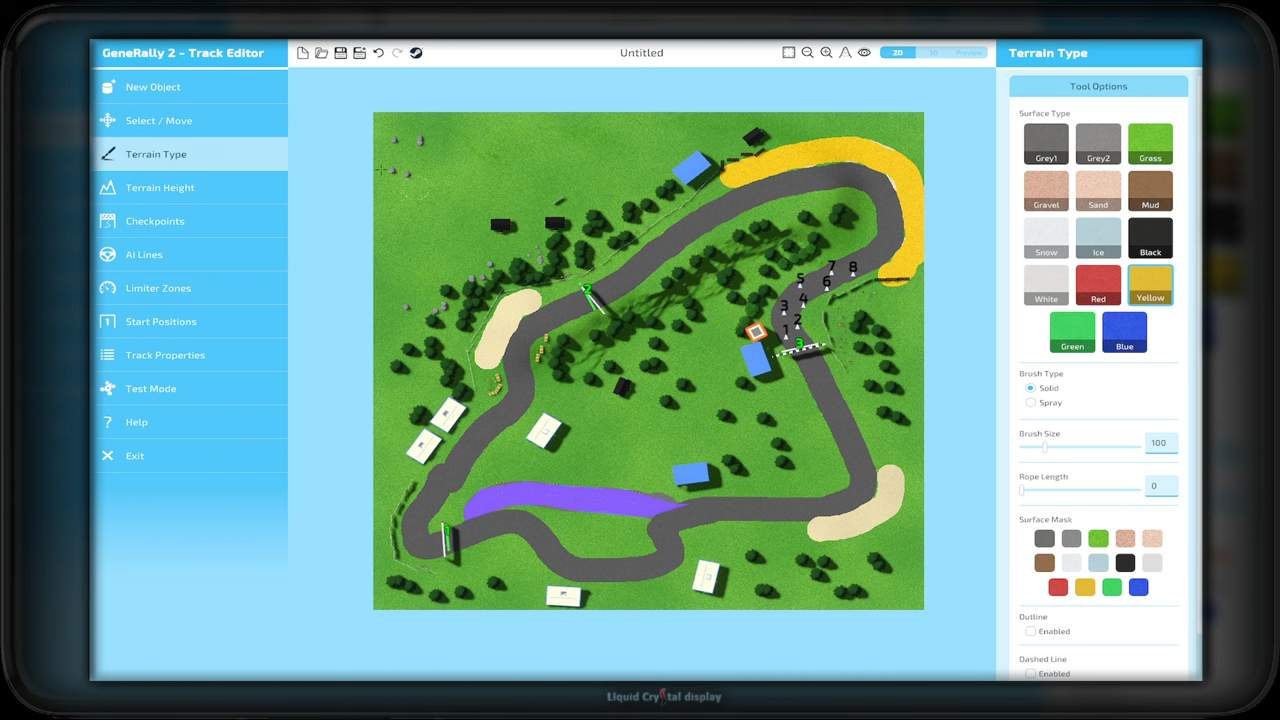 GeneRally 2 - Track Editor
New Object
Select / Move
Terrain Type
Terrain Height
Checkpoints
AI Lines
Limiter Zones
Start Positions
Track Properties
Test Mode
Help
Exit
Untitled
2D
3D
Preview
2
7
8
5
6
4
3
2
1
3
Terrain Type
Tool Options
Surface Type
Grey1
Grey2
Grass
Gravel
Sand
Mud
Snow
Ice
Black
White
Red
Yellow
Green
Blue
Brush Type
Solid
Spray
Brush Size
100
Rope Length
0
Surface Mask
Outline
Enabled
Dashed Line
Enabled
Liquid Crystal display